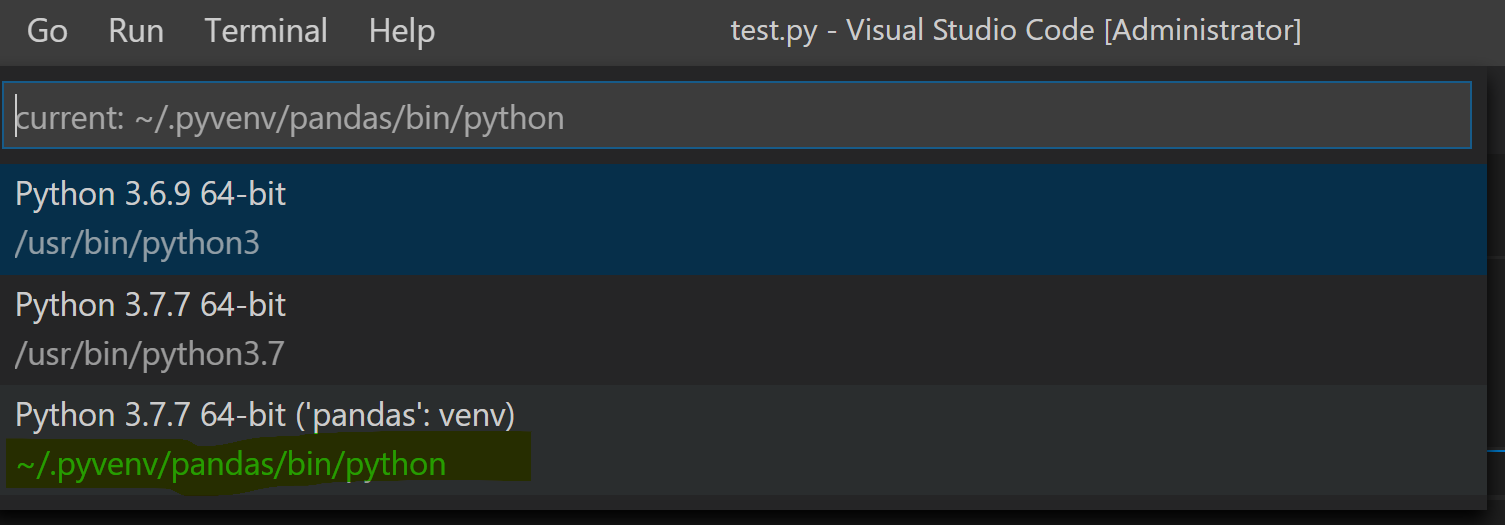 Go Run Terminal Help test.py - Visual Studio Code [Administrator]
current: ~/.pyvenv/pandas/bin/python
Python 3.6.9 64-bit
/usr/bin/python3
Python 3.7.7 64-bit
/usr/bin/python3.7
Python 3.7.7 64-bit ('pandas': venv)
~/.pyvenv/pandas/bin/python